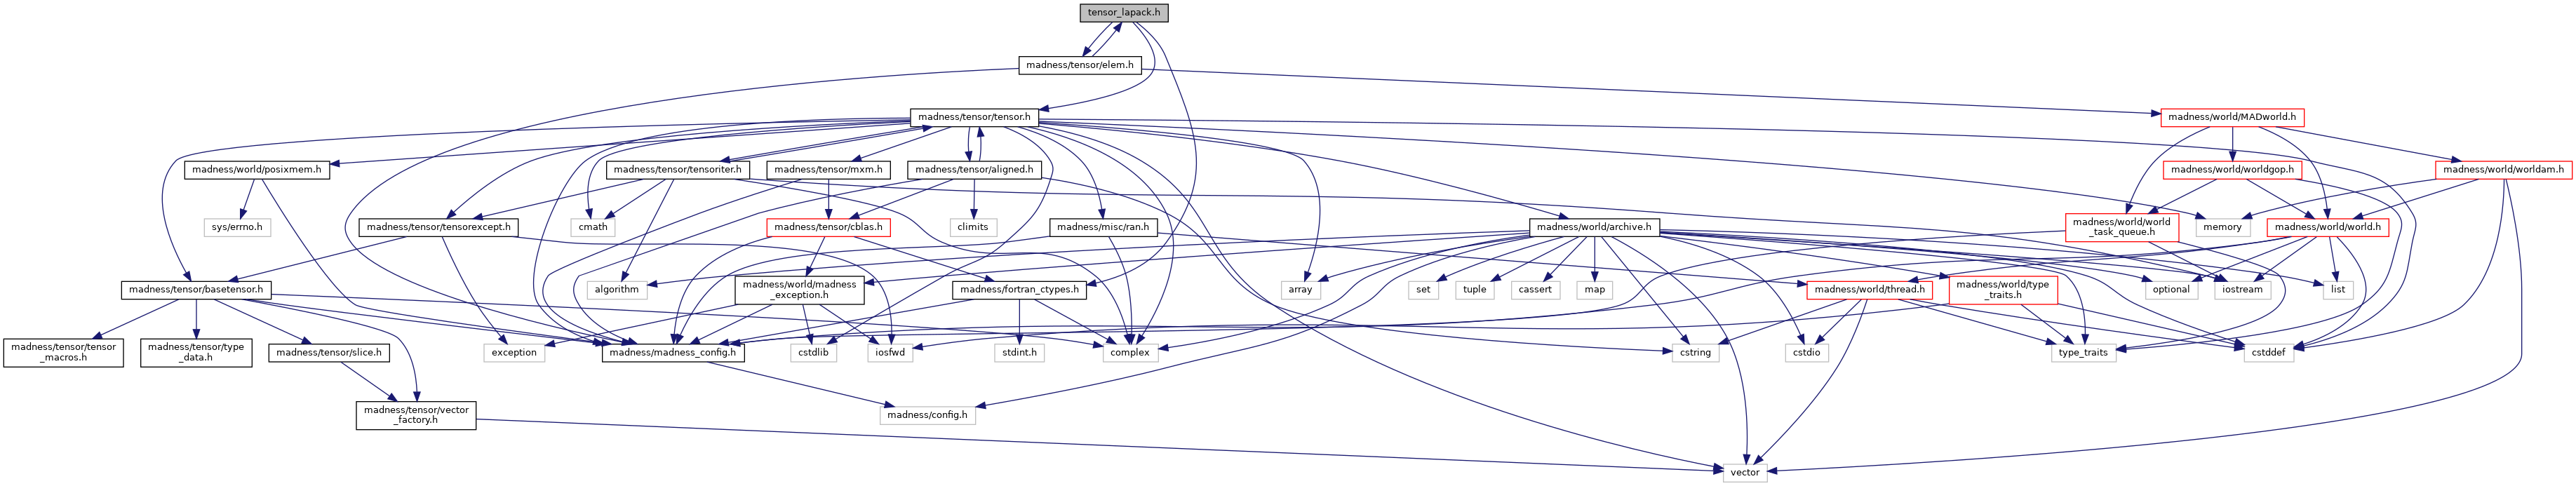 tensor_lapack.h
madness/tensor/elem.h
madness/tensor/tensor.h
madness/world/MADworld.h
madness/world/posixmem.h
madness/tensor/tensoriter.h
madness/tensor/mxm.h
madness/tensor/aligned.h
madness/world/worldgop.h
madness/world/worldam.h
sys/errno.h
madness/tensor/tensorexcept.h
cmath
madness/tensor/cblas.h
climits
madness/misc/ran.h
madness/world/archive.h
madness/world/world
_task_queue.h
memory
madness/world/world.h
madness/tensor/basetensor.h
algorithm
madness/world/madness
_exception.h
madness/fortran_ctypes.h
array
set
tuple
cassert
map
madness/world/thread.h
madness/world/type
_traits.h
optional
iostream
list
madness/tensor/tensor
_macros.h
madness/tensor/type
_data.h
madness/tensor/slice.h
exception
madness/madness_config.h
cstdlib
iosfwd
stdint.h
complex
cstring
cstdio
type_traits
cstddef
madness/tensor/vector
_factory.h
madness/config.h
vector